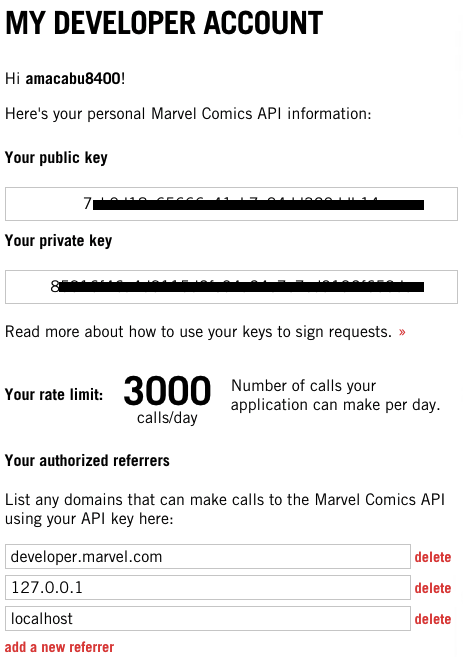 MY DEVELOPER ACCOUNT
Hi amacabu8400!
Here's your personal Marvel Comics API information:
Your public key
Your private key
Read more about how to use your keys to sign requests. »
Your rate limit:
3000
calls/day
Number of calls your
application can make per day.
Your authorized referrers
List any domains that can make calls to the Marvel Comics API
using your API key here:
developer.marvel.com
delete
127.0.0.1
delete
localhost
delete
add a new referrer